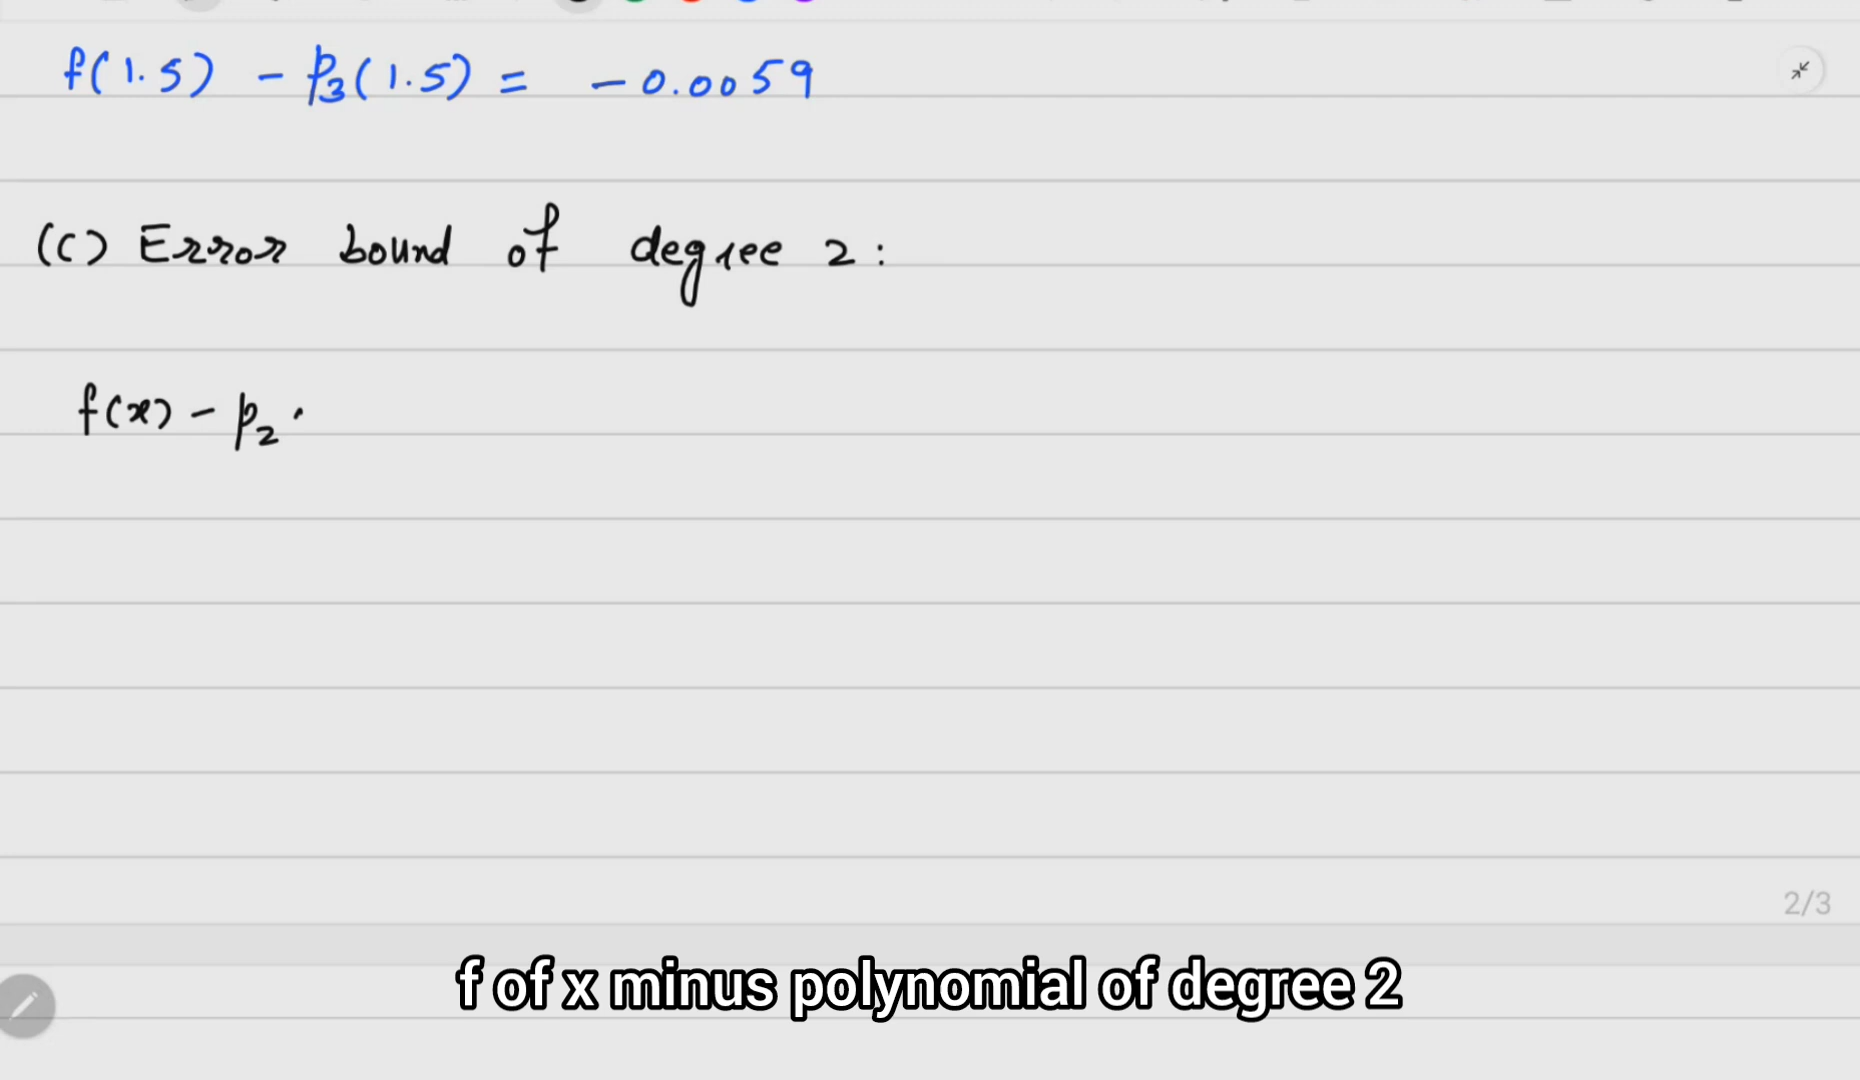 f(1.5) - p₃(1.5) = -0.0059
(C) Error bound of degree 2:
f(x) - p₂
2/3
f of x minus polynomial of degree 2